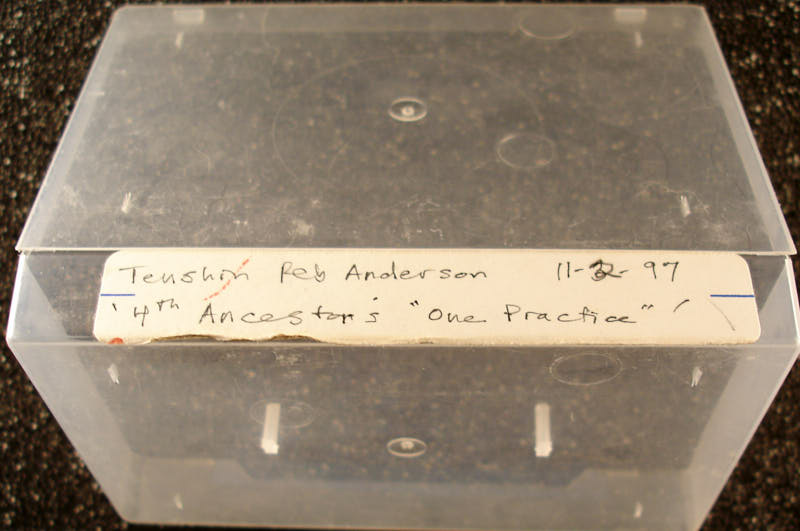 Tenshin Reb Anderson 11-2-97
'4th Ancestor's "One Practice"'